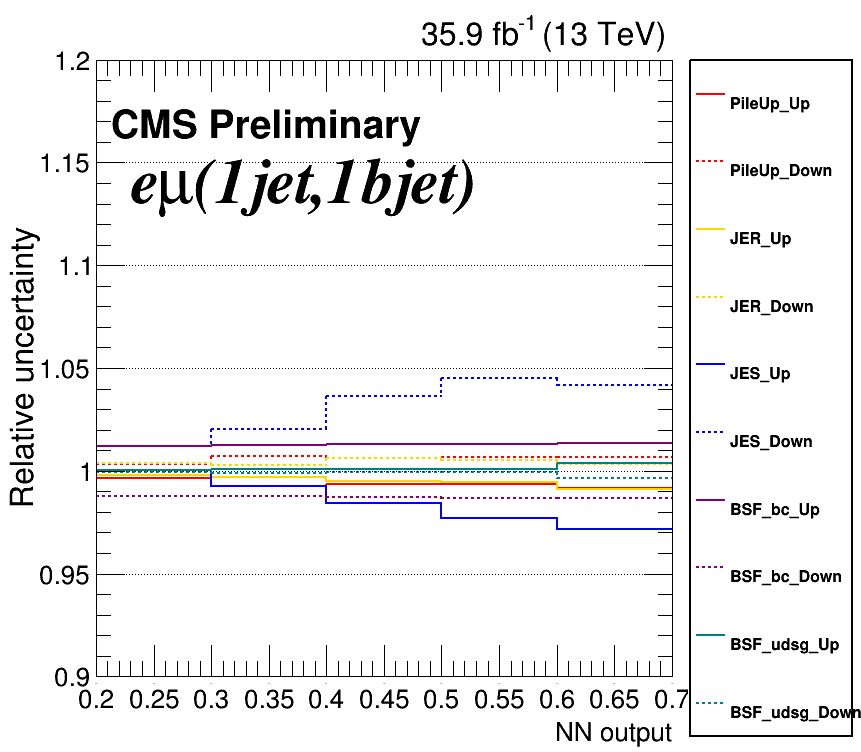 35.9 fb-1 (13 TeV)
CMS Preliminary
eμ(1jet,1bjet)
Relative uncertainty
1.2
1.15
1.1
1.05
1
0.95
0.9
0.2 0.25 0.3 0.35 0.4 0.45 0.5 0.55 0.6 0.65 0.7
NN output
PileUp_Up
PileUp_Down
JER_Up
JER_Down
JES_Up
JES_Down
BSF_bc_Up
BSF_bc_Down
BSF_udsg_Up
BSF_udsg_Down